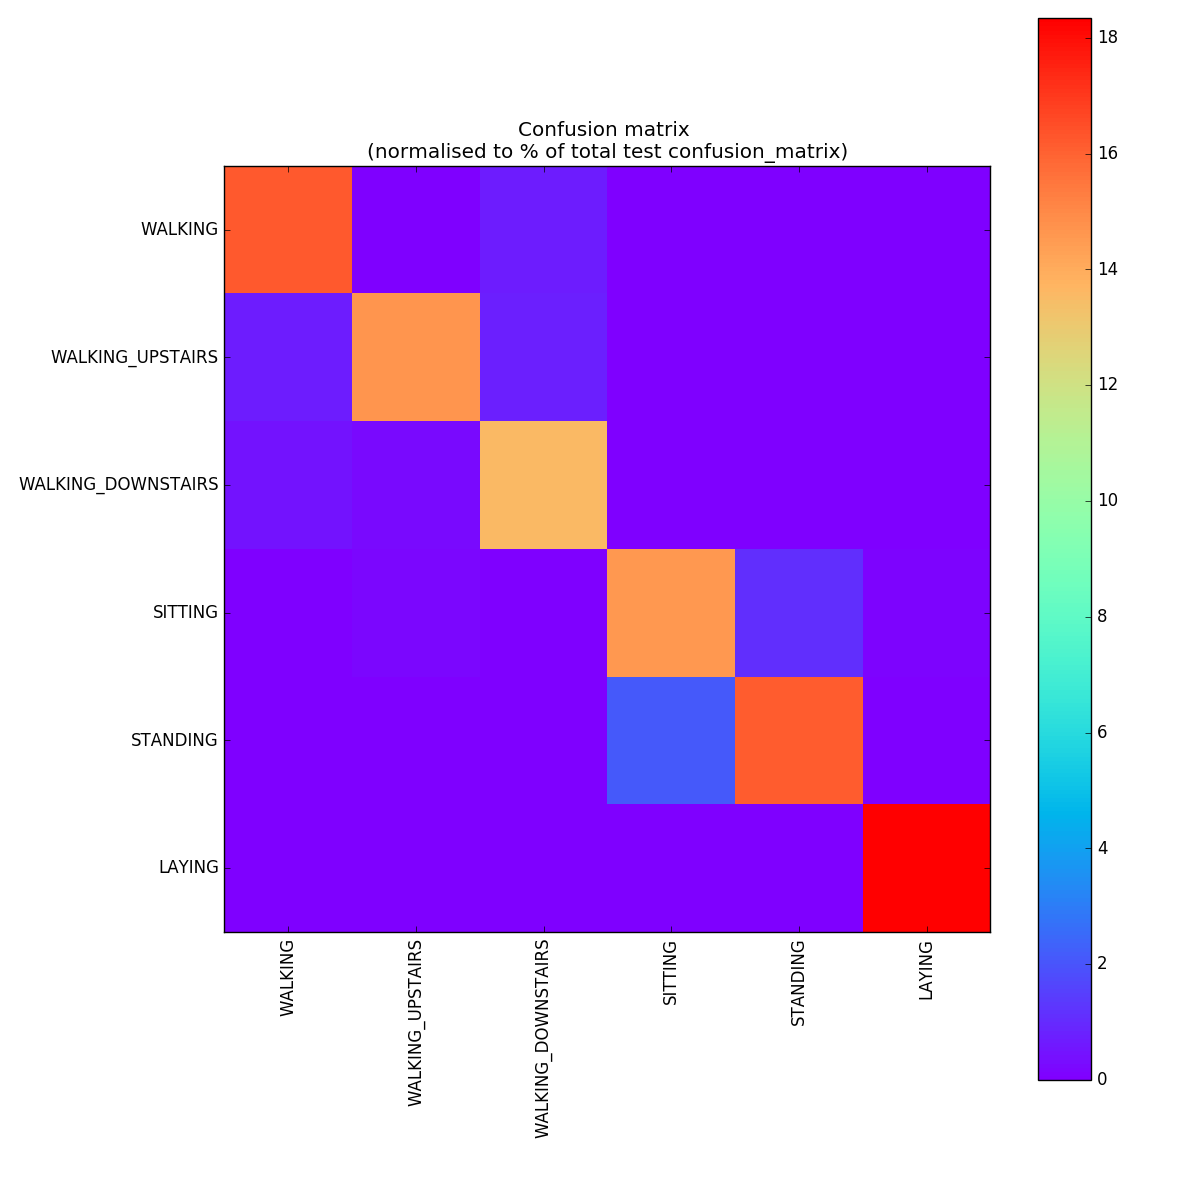 Confusion matrix
(normalised to % of total test confusion_matrix)
WALKING
WALKING_UPSTAIRS
WALKING_DOWNSTAIRS
SITTING
STANDING
LAYING
WALKING
WALKING_UPSTAIRS
WALKING_DOWNSTAIRS
SITTING
STANDING
LAYING
18
16
14
12
10
8
6
4
2
0